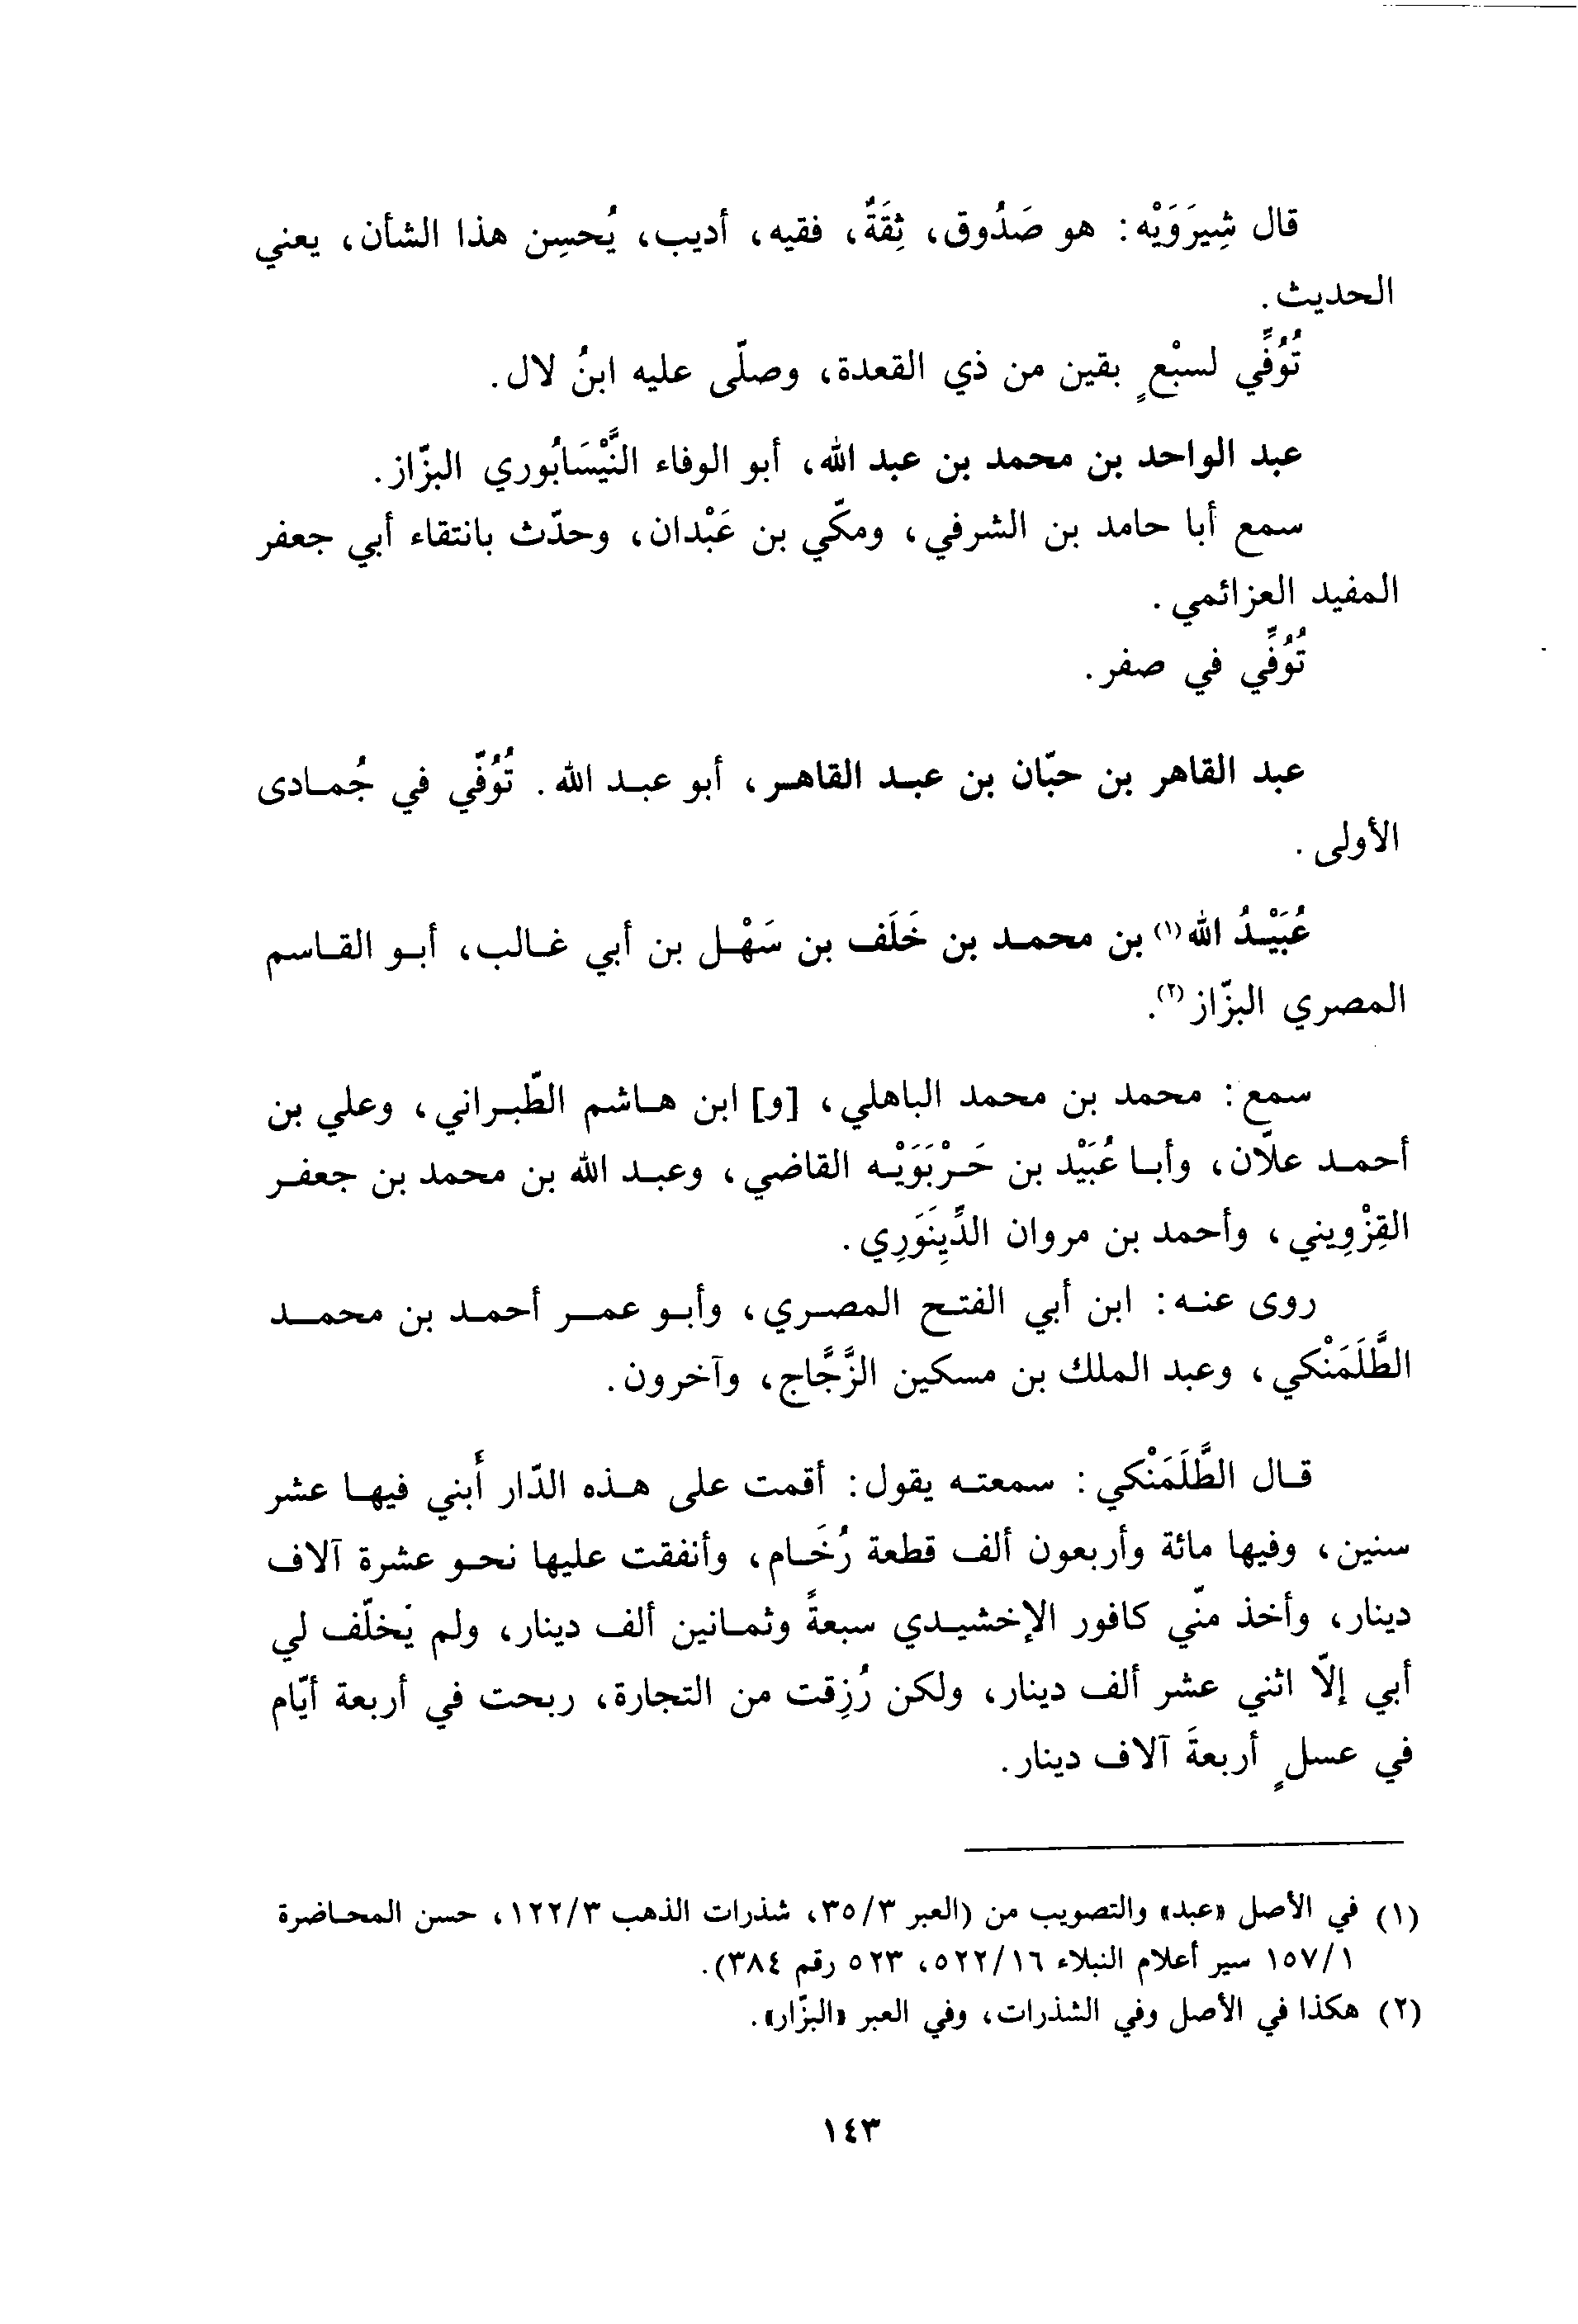 قال شِيرَوَيْه: هو صَدُوق، ثِقَةٌ، فقيه، أديب، يُحسِن هذا الشأن، يعني
الحديث.
تُوُفِّي لسبْعٍ بقين من ذي القعدة، وصلّى عليه ابنُ لال.
عبد الواحد بن محمد بن عبد الله، أبو الوفاء النَّيْسَابُوري البزّاز.
سمع أبا حامد بن الشرفي، ومكّي بن عَبْدان، وحدّث بانتقاء أبي جعفر
المفيد العزائمي.
تُوُفِّي في صفر.
عبد القاهر بن حبّان بن عبد القاهر، أبو عبد الله. تُوُفّي في جُمادى
الأولى.
عُبَيْدُ الله(١) بن محمد بن خَلَف بن سَهْل بن أبي غالب، أبو القاسم
المصري البزّاز(٢).
سمع: محمد بن محمد الباهلي، [و] ابن هاشم الطّبراني، وعلي بن
أحمد علّان، وأبا عُبَيْد بن حَرْبَوَيْه القاضي، وعبد الله بن محمد بن جعفر
القِزْوِيني، وأحمد بن مروان الدِّينَوَرِي.
روى عنه: ابن أبي الفتح المصري، وأبو عمر أحمد بن محمد
الطَّلَمَنْكي، وعبد الملك بن مسكين الزَّجَّاج، وآخرون.
قال الطَّلَمَنْكي: سمعته يقول: أقمت على هذه الدّار أَبني فيها عشر
سنين، وفيها مائة وأربعون ألف قطعة رُخَام، وأنفقت عليها نحو عشرة آلاف
دينار، وأخذ منّي كافور الإخشيدي سبعةً وثمانين ألف دينار، ولم يَخلّف لي
أبي إلّا اثني عشر ألف دينار، ولكن رُزِقت من التجارة، ربحت في أربعة أيّام
في عسلٍ أربعةَ آلاف دينار.
(١) في الأصل «عبد» والتصويب من (العبر ٣٥/٣، شذرات الذهب ١٢٢/٣، حسن المحاضرة
١٥٧/١ سير أعلام النبلاء ٥٢٢/١٦، ٥٢٣ رقم ٣٨٤).
(٢) هكذا في الأصل وفي الشذرات، وفي العبر «البزّار».
١٤٣